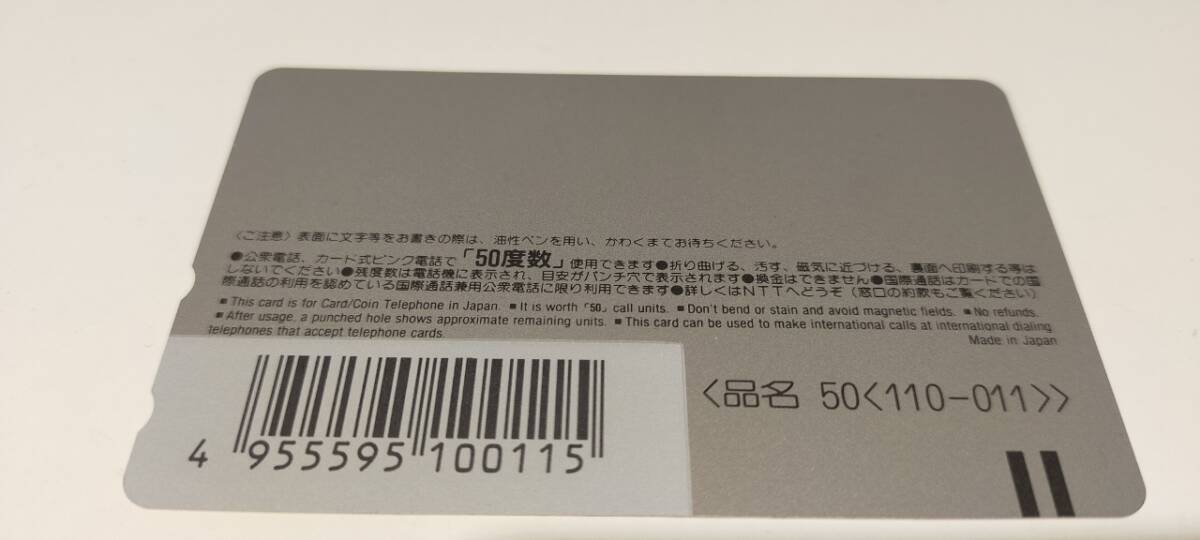 〈ご注意〉表面に文字等をお書きの際は、油性ペンを用い、かわくまでお待ちください。
●公衆電話、カード式ピンク電話で「50度数」使用できます●折り曲げる、汚す、磁気に近づける、裏面へ印刷する等は
しないでください●残度数は電話機に表示され、目安がパンチ穴で表示されます●換金はできません●国際通話はカードでの国
際通話の利用を認めている国際通話兼用公衆電話に限り利用できます●詳しくはNTTへどうぞ（窓口の約款もご覧ください）
■This card is for Card/Coin Telephone in Japan. ■It is worth「50」call units. ■Don't bend or stain and avoid magnetic fields. ■No refunds.
■After usage, a punched hole shows approximate remaining units. ■This card can be used to make international calls at international dialing
telephones that accept telephone cards.
Made in Japan
〈品名 50<110-011>〉
4 955595 100115